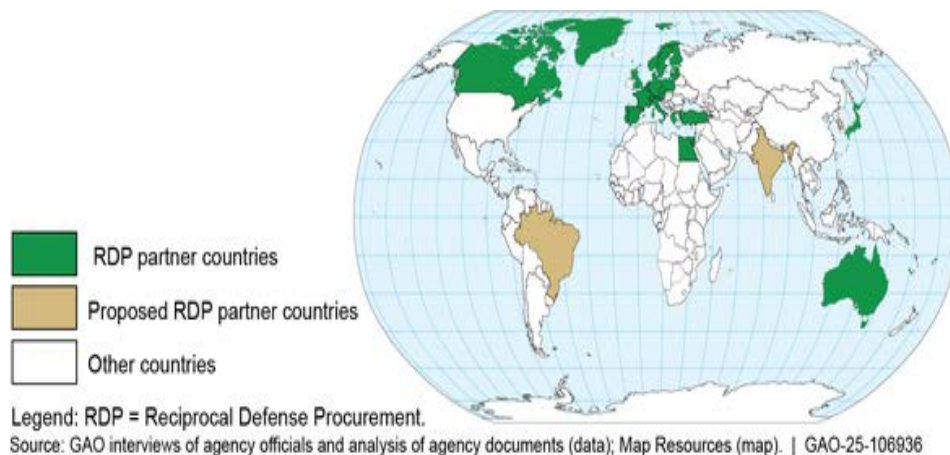 RDP partner countries
Proposed RDP partner countries
Other countries
Legend: RDP = Reciprocal Defense Procurement.
Source: GAO interviews of agency officials and analysis of agency documents (data); Map Resources (map). | GAO-25-106936